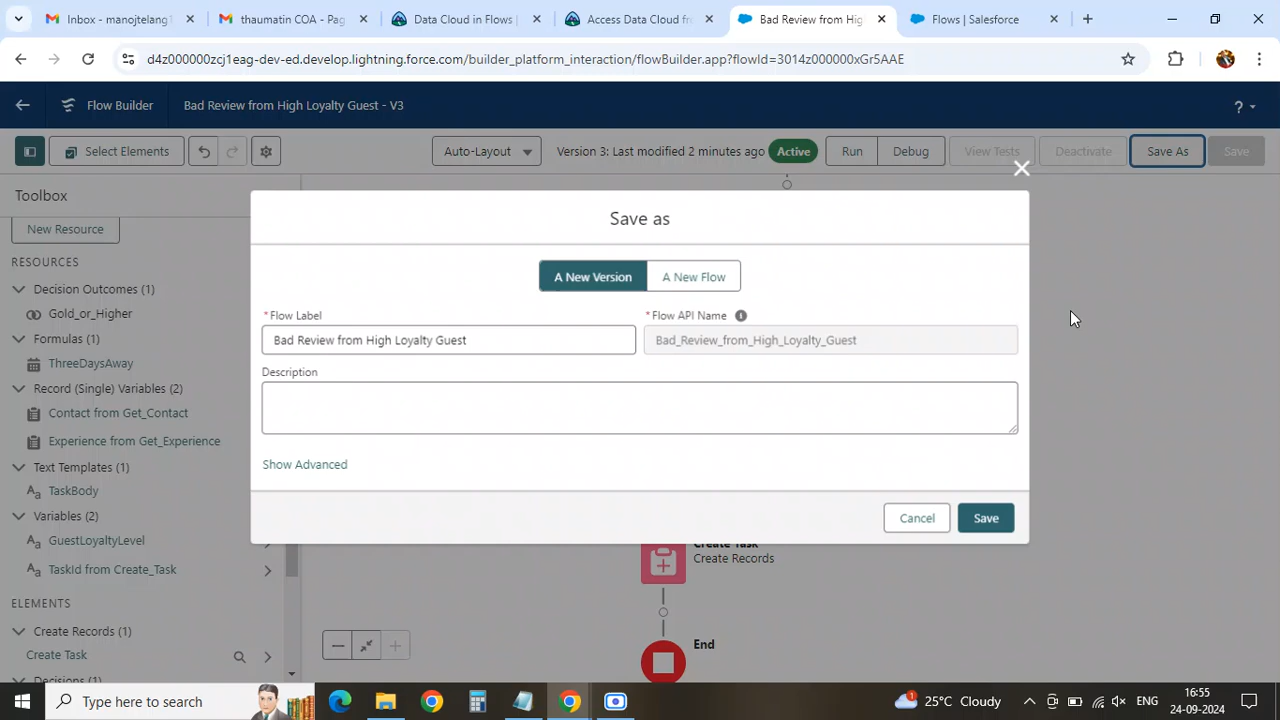 Inbox - manojtelang1
thaumatin COA - Pag
Data Cloud in Flows |
Access Data Cloud fro
Bad Review from Hig
Flows | Salesforce
d4z000000zcj1eag-dev-ed.develop.lightning.force.com/builder_platform_interaction/flowBuilder.app?flowId=3014z000000xGr5AAE
Flow Builder
Bad Review from High Loyalty Guest - V3
?
Select Elements
Auto-Layout
Version 3: Last modified 2 minutes ago
Active
Run
Debug
View Tests
Deactivate
Save As
Save
Toolbox
New Resource
RESOURCES
Decision Outcomes (1)
Gold_or_Higher
Formulas (1)
ThreeDaysAway
Record (Single) Variables (2)
Contact from Get_Contact
Experience from Get_Experience
Text Templates (1)
TaskBody
Variables (2)
GuestLoyaltyLevel
TaskId from Create_Task
ELEMENTS
Create Records (1)
Create Task
Save as
A New Version
A New Flow
*Flow Label
*Flow API Name
Bad Review from High Loyalty Guest
Bad_Review_from_High_Loyalty_Guest
Description
Show Advanced
Cancel
Save
Create Task
Create Records
End
Type here to search
1
25°C Cloudy
ENG
16:55
24-09-2024